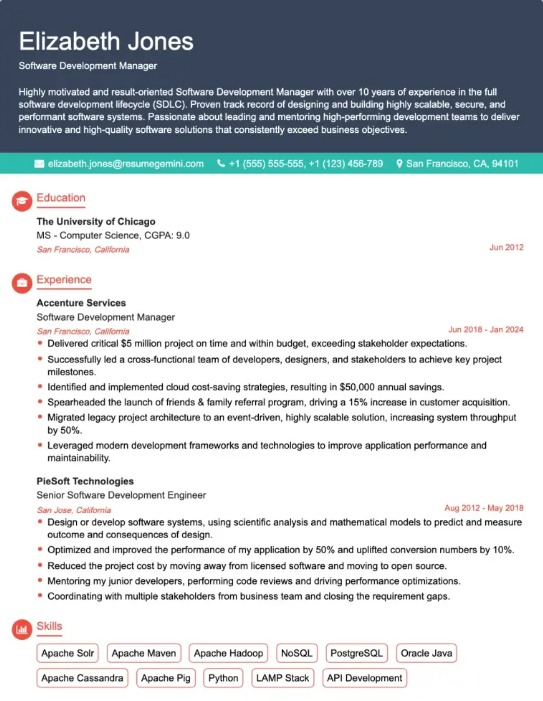 Elizabeth Jones
Software Development Manager
Highly motivated and result-oriented Software Development Manager with over 10 years of experience in the full
software development lifecycle (SDLC). Proven track record of designing and building highly scalable, secure, and
performant software systems. Passionate about leading and mentoring high-performing development teams to deliver
innovative and high-quality software solutions that consistently exceed business objectives.
elizabeth.jones@resumegemini.com +1 (555) 555-555, +1 (123) 456-789 San Francisco, CA, 94101
Education
The University of Chicago
MS - Computer Science, CGPA: 9.0
San Francisco, California Jun 2012
Experience
Accenture Services
Software Development Manager
San Francisco, California Jun 2018 - Jan 2024
• Delivered critical $5 million project on time and within budget, exceeding stakeholder expectations.
• Successfully led a cross-functional team of developers, designers, and stakeholders to achieve key project
milestones.
• Identified and implemented cloud cost-saving strategies, resulting in $50,000 annual savings.
• Spearheaded the launch of friends & family referral program, driving a 15% increase in customer acquisition.
• Migrated legacy project architecture to an event-driven, highly scalable solution, increasing system throughput
by 50%.
• Leveraged modern development frameworks and technologies to improve application performance and
maintainability.
PieSoft Technologies
Senior Software Development Engineer
San Jose, California Aug 2012 - May 2018
• Design or develop software systems, using scientific analysis and mathematical models to predict and measure
outcome and consequences of design.
• Optimized and improved the performance of my application by 50% and uplifted conversion numbers by 10%.
• Reduced the project cost by moving away from licensed software and moving to open source.
• Mentoring my junior developers, performing code reviews and driving performance optimizations.
• Coordinating with multiple stakeholders from business team and closing the requirement gaps.
Skills
Apache Solr Apache Maven Apache Hadoop NoSQL PostgreSQL Oracle Java
Apache Cassandra Apache Pig Python LAMP Stack API Development